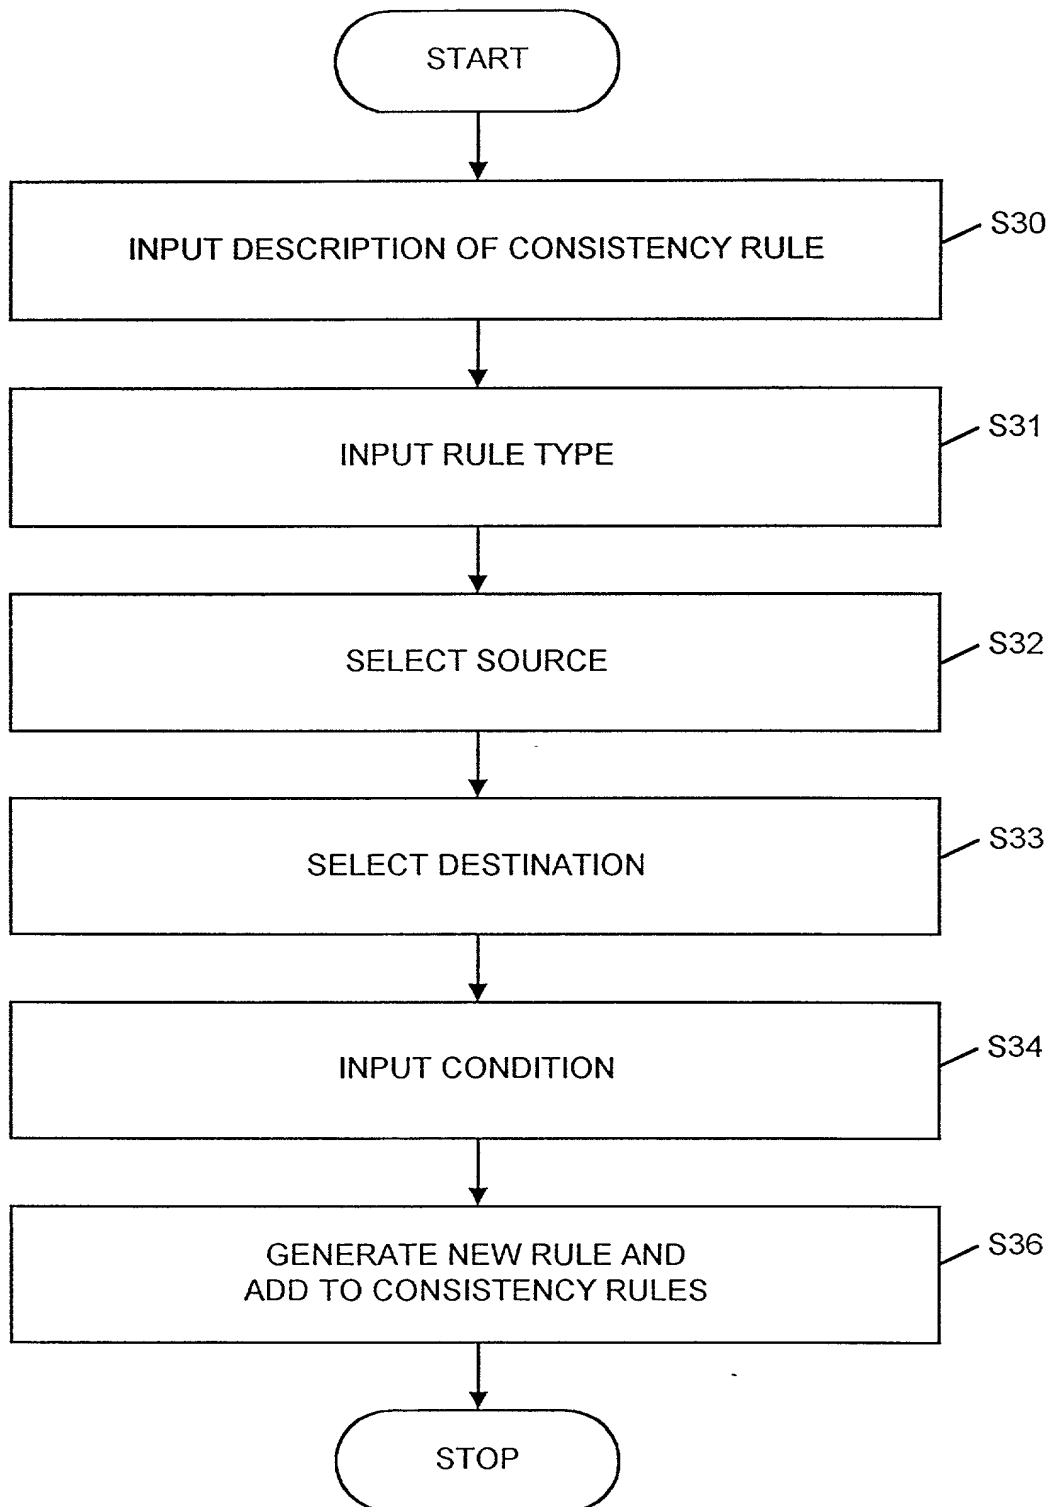 START
INPUT DESCRIPTION OF CONSISTENCY RULE
S30
INPUT RULE TYPE
S31
SELECT SOURCE
S32
SELECT DESTINATION
S33
INPUT CONDITION
S34
GENERATE NEW RULE AND
ADD TO CONSISTENCY RULES
S36
STOP